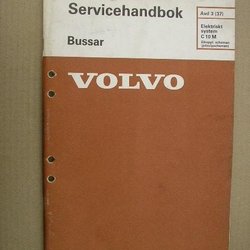 Servicehandbok
Bussar
Avd 3 (37)
Elektriskt
system
C 10 M
VOLVO